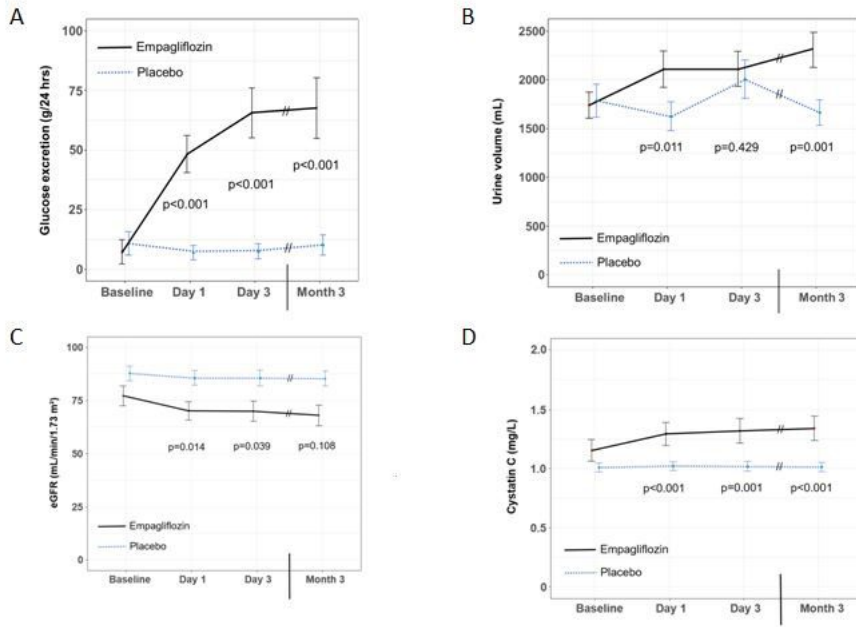 A
Glucose excretion (g/24 hrs)
100
75
50
25
0
Empagliflozin
Placebo
p<0.001
p<0.001
p<0.001
//
//
Baseline
Day 1
Day 3
Month 3
B
Urine volume (mL)
2500
2000
1500
1000
500
0
//
//
p=0.011
p=0.429
p=0.001
Empagliflozin
Placebo
Baseline
Day 1
Day 3
Month 3
C
eGFR (mL/min/1.73 m²)
100
75
50
25
0
//
//
p=0.014
p=0.039
p=0.108
Empagliflozin
Placebo
Baseline
Day 1
Day 3
Month 3
D
Cystatin C (mg/L)
2.0
1.5
1.0
0.5
0
//
//
p<0.001
p=0.001
p<0.001
Empagliflozin
Placebo
Baseline
Day 1
Day 3
Month 3